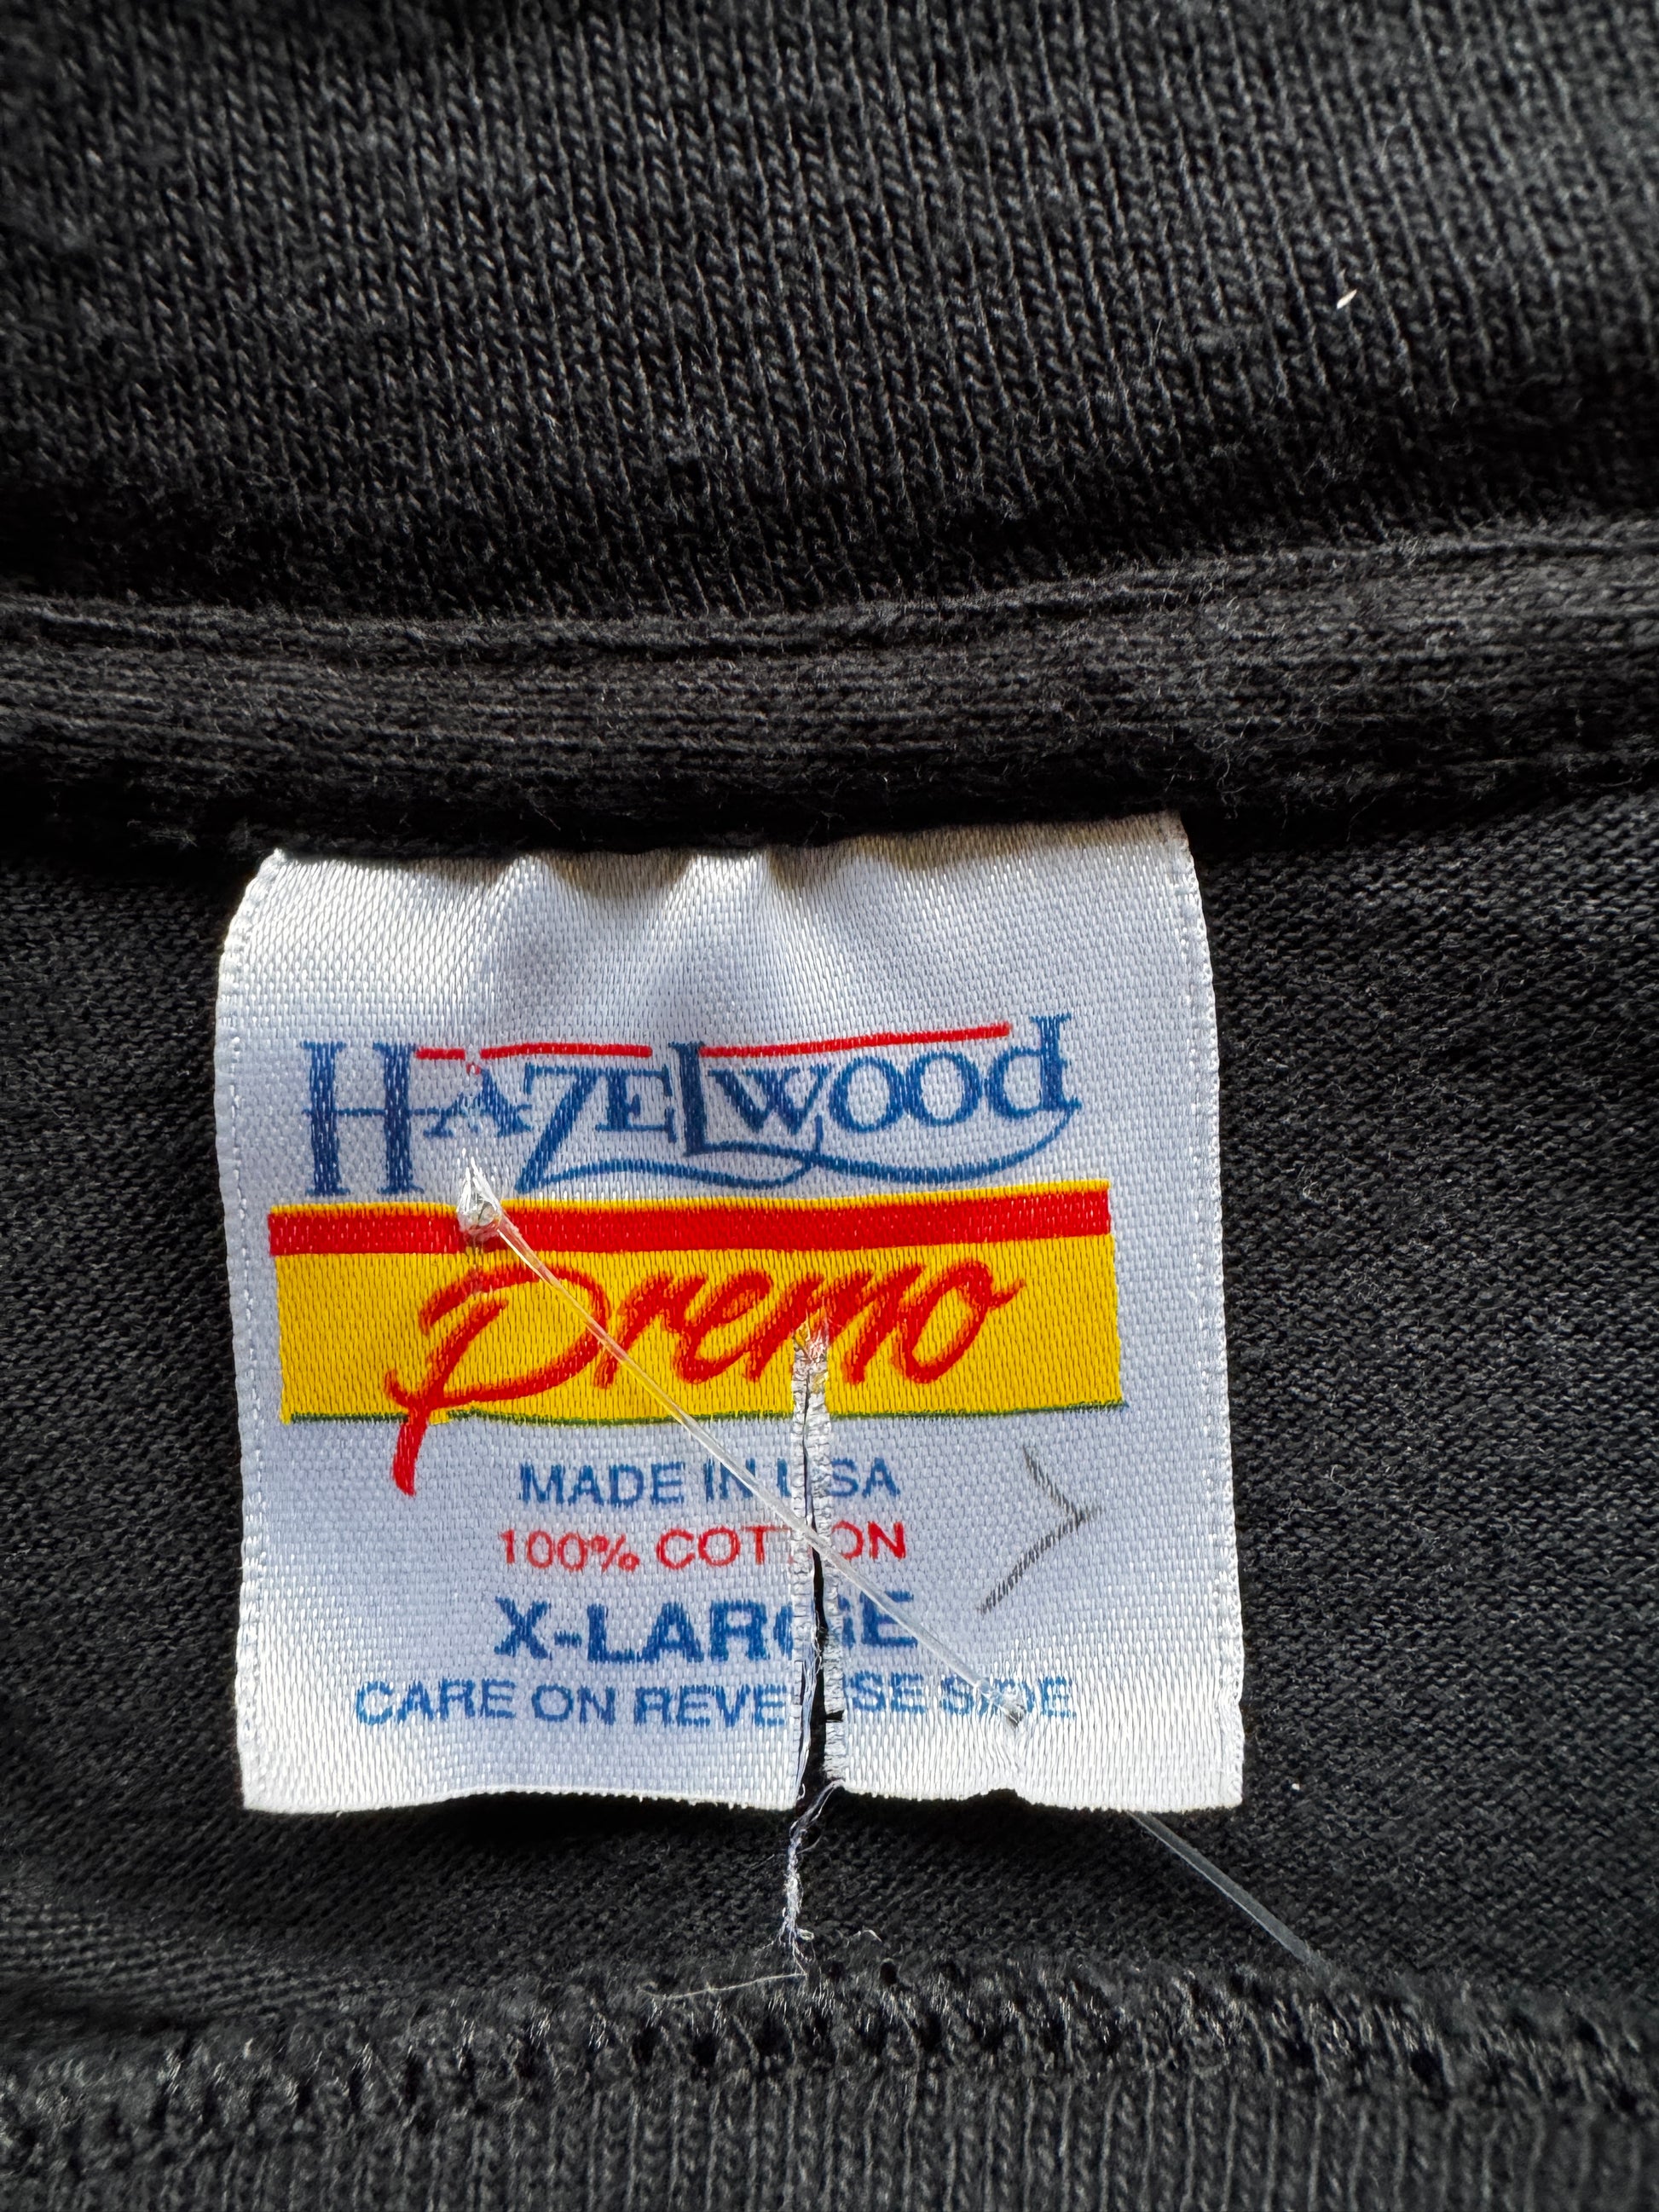 HAZELWOOD
Premo
MADE IN USA
100% COTTON
X-LARGE
CARE ON REVERSE SIDE